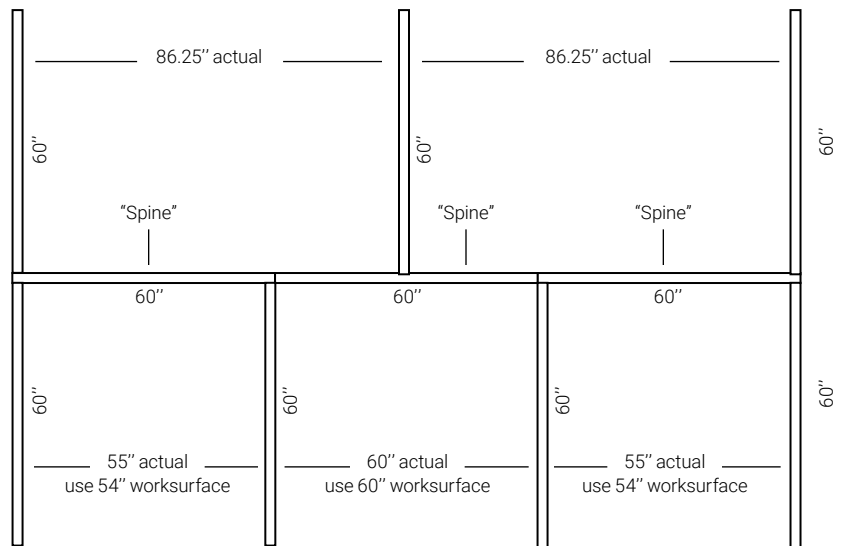 86.25’’ actual
86.25’’ actual
60’’
60’’
60’’
“Spine”
“Spine”
“Spine”
60’’
60’’
60’’
60’’
60’’
60’’
60’’
55’’ actual
use 54’’ worksurface
60’’ actual
use 60’’ worksurface
55’’ actual
use 54’’ worksurface